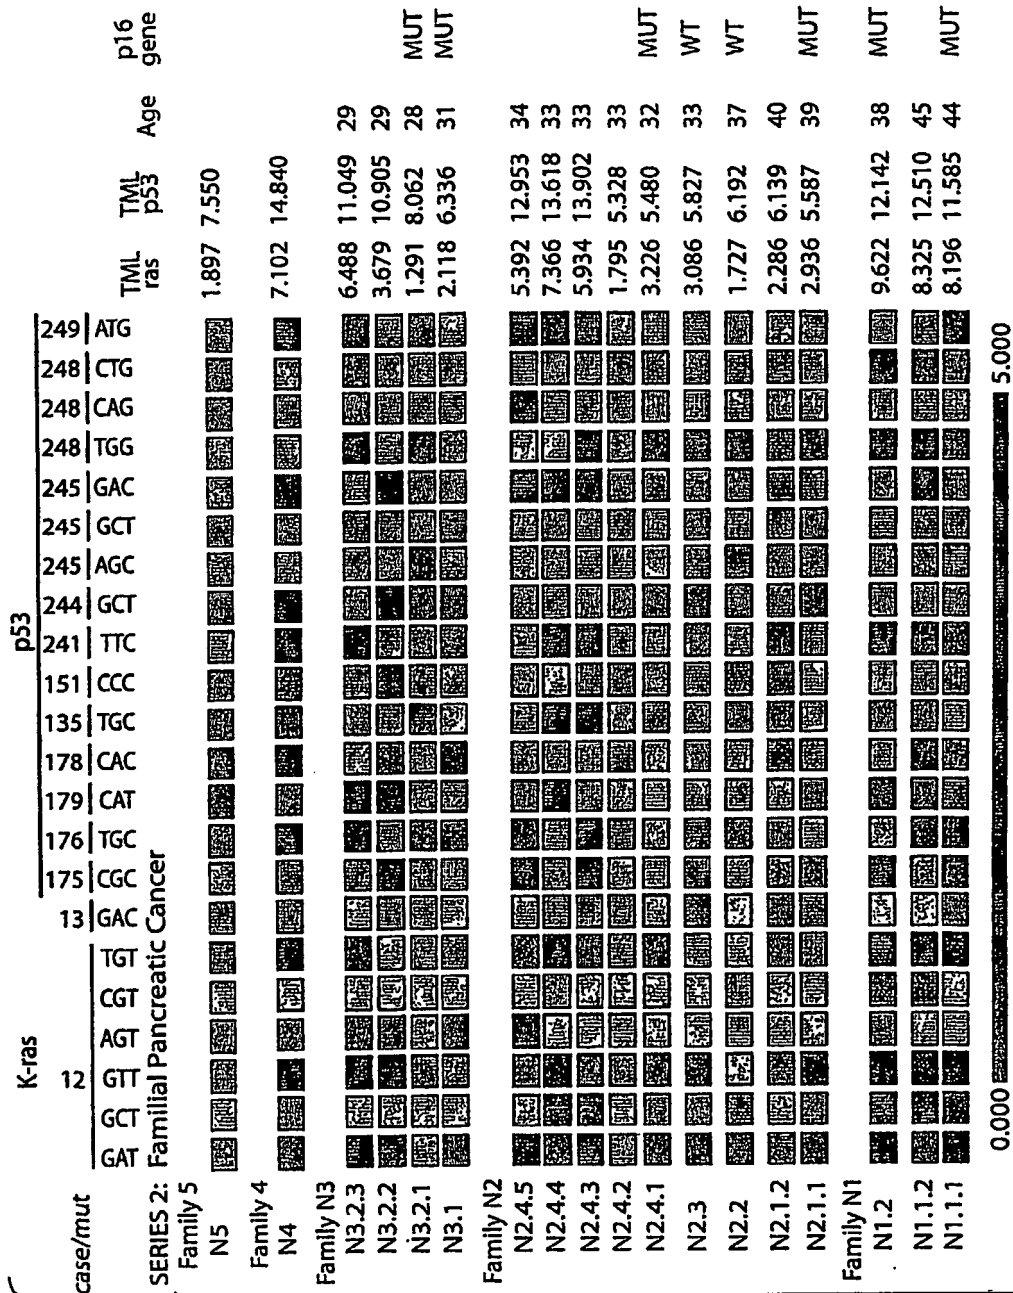 K-ras p53
12 13 175 176 179 178 135 151 241 244 245 245 245 248 248 248 249
case/mut GAT GCT GTT AGT CGT TGT GAC CGC TGC CAT CAC TGC CCC TTC GCT AGC GCT GAC TGG CAG CTG ATG TML ras TML p53 Age p16 gene
SERIES 2: Familial Pancreatic Cancer
Family 5
N5 1.897 7.550
Family 4
N4 7.102 14.840
Family N3
N3.2.3 6.488 11.049 29
N3.2.2 3.679 10.905 29
N3.2.1 1.291 8.062 28 MUT
N3.1 2.118 6.336 31 MUT
Family N2
N2.4.5 5.392 12.953 34
N2.4.4 7.366 13.618 33
N2.4.3 5.934 13.902 33
N2.4.2 1.795 5.328 33
N2.4.1 3.226 5.480 32 MUT
N2.3 3.086 5.827 33 WT
N2.2 1.727 6.192 37 WT
N2.1.2 2.286 6.139 40
N2.1.1 2.936 5.587 39 MUT
Family N1
N1.2 9.622 12.142 38 MUT
N1.1.2 8.325 12.510 45
N1.1.1 8.196 11.585 44 MUT
0.000 5.000